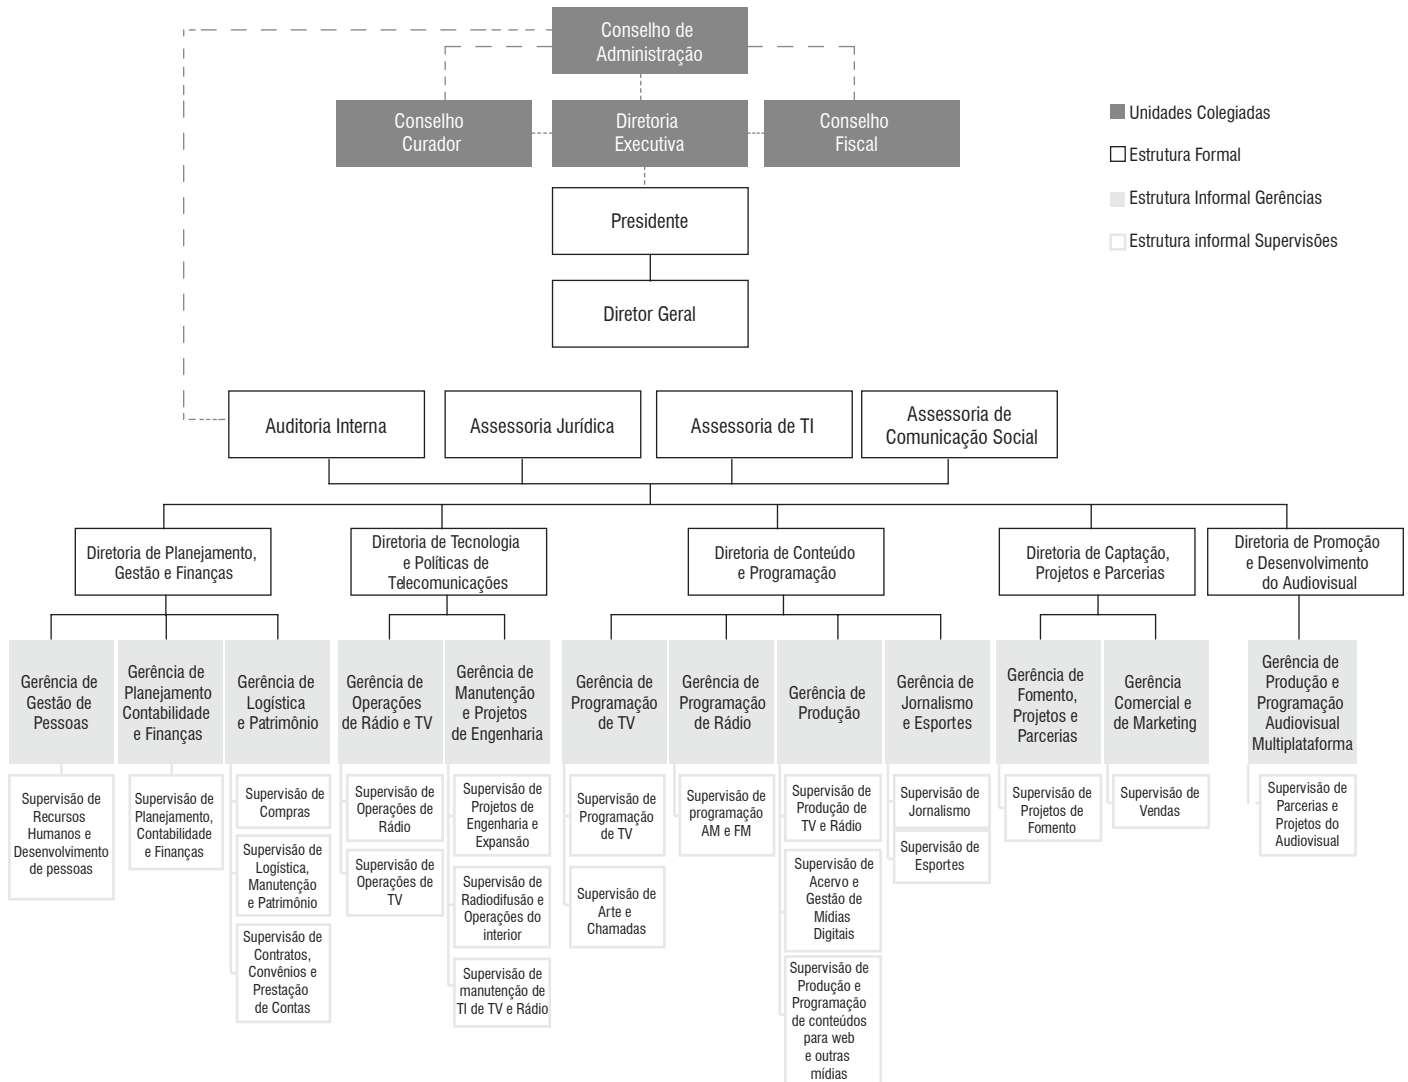 Conselho de
Administração
Conselho
Curador
Diretoria
Executiva
Conselho
Fiscal
Unidades Colegiadas
Estrutura Formal
Estrutura Informal Gerências
Estrutura informal Supervisões
Presidente
Diretor Geral
Auditoria Interna
Assessoria Jurídica
Assessoria de TI
Assessoria de
Comunicação Social
Diretoria de Planejamento,
Gestão e Finanças
Diretoria de Tecnologia
e Políticas de
Telecomunicações
Diretoria de Conteúdo
e Programação
Diretoria de Captação,
Projetos e Parcerias
Diretoria de Promoção
e Desenvolvimento
do Audiovisual
Gerência de
Gestão de
Pessoas
Gerência de
Planejamento
Contabilidade
e Finanças
Gerência de
Logística
e Patrimônio
Gerência de
Operações
de Rádio e TV
Gerência de
Manutenção
e Projetos
de Engenharia
Gerência de
Programação
de TV
Gerência de
Programação
de Rádio
Gerência de
Produção
Gerência de
Jornalismo
e Esportes
Gerência de
Fomento,
Projetos e
Parcerias
Gerência
Comercial e
de Marketing
Gerência de
Produção e
Programação
Audiovisual
Multiplataforma
Supervisão de
Recursos
Humanos e
Desenvolvimento
de pessoas
Supervisão de
Planejamento,
Contabilidade
e Finanças
Supervisão de
Compras
Supervisão de
Logística,
Manutenção
e Patrimônio
Supervisão de
Contratos,
Convênios e
Prestação
de Contas
Supervisão de
Operações de
Rádio
Supervisão de
Operações de
TV
Supervisão de
Projetos de
Engenharia e
Expansão
Supervisão de
Radiodifusão e
Operações do
interior
Supervisão de
manutenção de
TI de TV e Rádio
Supervisão de
Programação
de TV
Supervisão de
Arte e
Chamadas
Supervisão de
programação
AM e FM
Supervisão de
Produção de
TV e Rádio
Supervisão de
Acervo e
Gestão de
Mídias
Digitais
Supervisão de
Produção e
Programação
de conteúdos
para web
e outras
mídias
Supervisão de
Jornalismo
Supervisão de
Esportes
Supervisão de
Projetos de
Fomento
Supervisão de
Vendas
Supervisão de
Parcerias e
Projetos do
Audiovisual